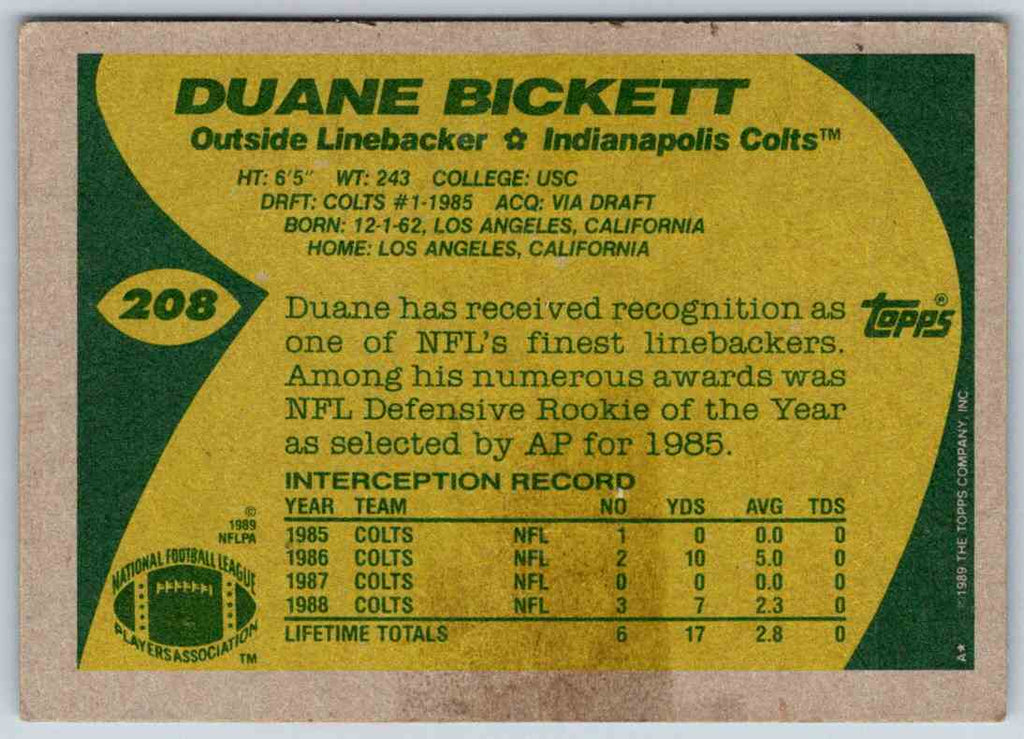 DUANE BICKETT
Outside Linebacker ✿ Indianapolis Colts™
HT: 6'5" WT: 243 COLLEGE: USC
DRFT: COLTS #1-1985 ACQ: VIA DRAFT
BORN: 12-1-62, LOS ANGELES, CALIFORNIA
HOME: LOS ANGELES, CALIFORNIA
208
Duane has received recognition as
one of NFL's finest linebackers.
Among his numerous awards was
NFL Defensive Rookie of the Year
as selected by AP for 1985.
topps®
INTERCEPTION RECORD
YEAR TEAM NO YDS AVG TDS
1985 COLTS NFL 1 0 0.0 0
1986 COLTS NFL 2 10 5.0 0
1987 COLTS NFL 0 0 0.0 0
1988 COLTS NFL 3 7 2.3 0
LIFETIME TOTALS 6 17 2.8 0
©
1989
NFLPA
NATIONAL FOOTBALL LEAGUE
PLAYERS ASSOCIATION
TM
©1989 THE TOPPS COMPANY, INC.
A*